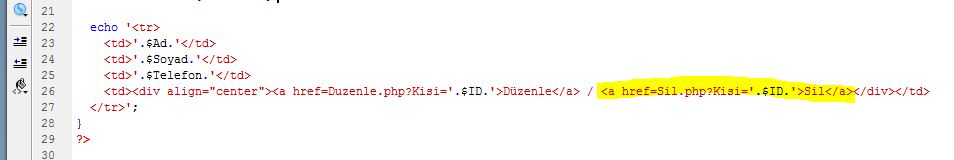 21
22 echo '<tr>
23 <td>'.$Ad.'</td>
24 <td>'.$Soyad.'</td>
25 <td>'.$Telefon.'</td>
26 <td><div align="center"><a href=Duzenle.php?Kisi='.$ID.'>Düzenle</a> / <a href=Sil.php?Kisi='.$ID.'>Sil</a></div></td>
27 </tr>';
28 }
29 ?>
30